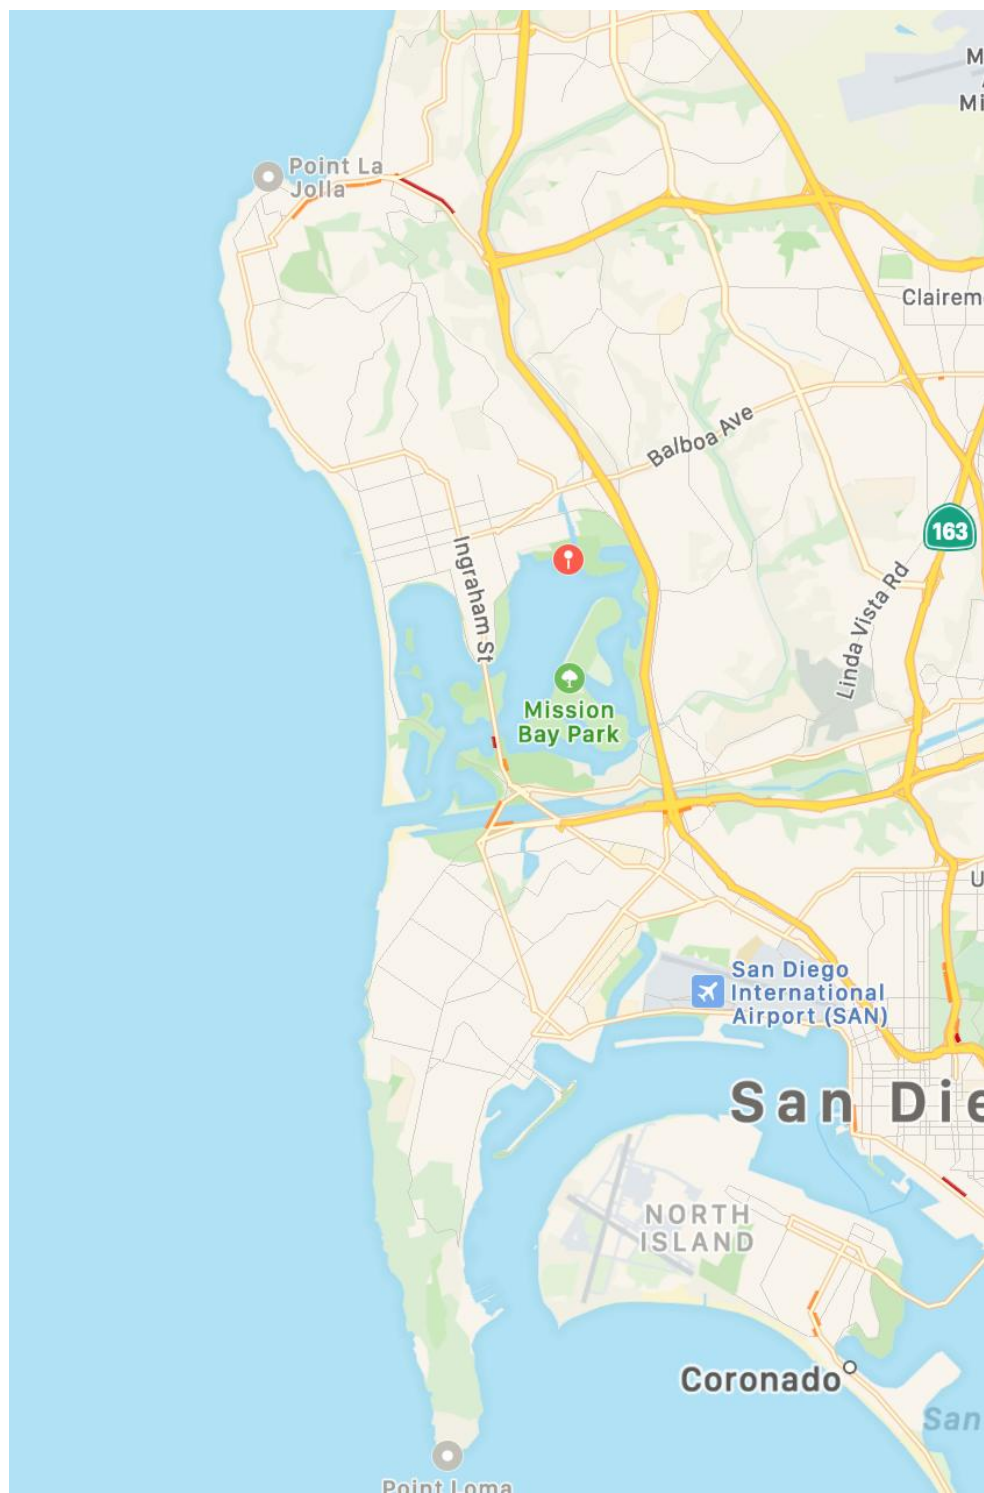 M
Mi
Point La
Jolla
Clairem
Balboa Ave
163
Ingraham St
Linda Vista Rd
Mission
Bay Park
U
San Diego
International
Airport (SAN)
San Die
NORTH
ISLAND
Coronado
San
Point Loma